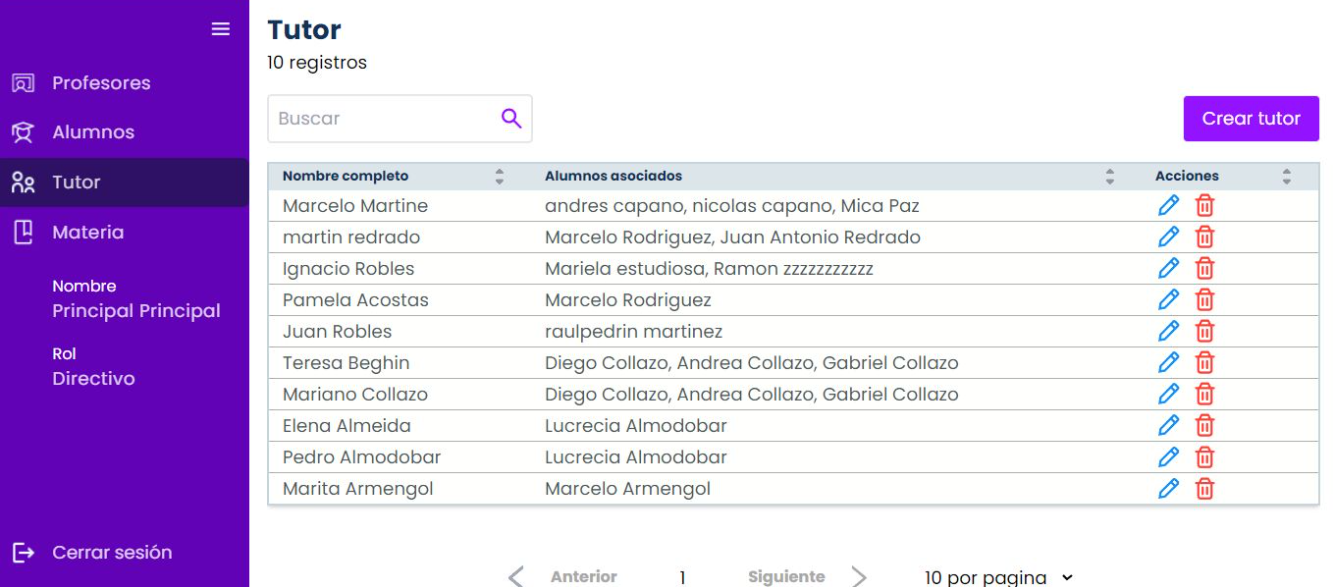 Profesores
Alumnos
Tutor
Materia
Nombre
Principal Principal
Rol
Directivo
Cerrar sesión
Tutor
10 registros
Buscar
Crear tutor
Nombre completo Alumnos asociados Acciones
Marcelo Martine andres capano, nicolas capano, Mica Paz
martin redrado Marcelo Rodriguez, Juan Antonio Redrado
Ignacio Robles Mariela estudiosa, Ramon zzzzzzzzzzz
Pamela Acostas Marcelo Rodriguez
Juan Robles raulpedrin martinez
Teresa Beghin Diego Collazo, Andrea Collazo, Gabriel Collazo
Mariano Collazo Diego Collazo, Andrea Collazo, Gabriel Collazo
Elena Almeida Lucrecia Almodobar
Pedro Almodobar Lucrecia Almodobar
Marita Armengol Marcelo Armengol
Anterior 1 Siguiente 10 por pagina